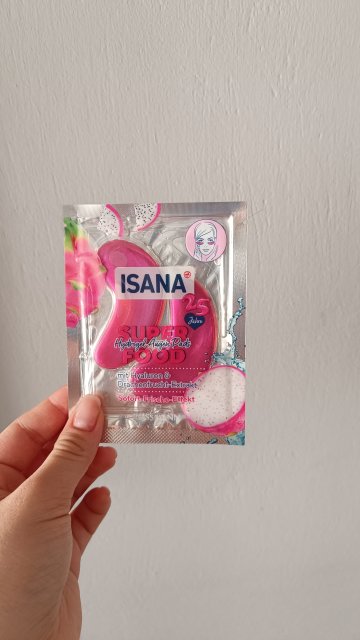 ISANA
25
Jahre
SUPER
Hydrogel Augen Pads
FOOD
mit Hyaluron &
Drachenfrucht-Extrakt
Sofort-Frische-Effekt